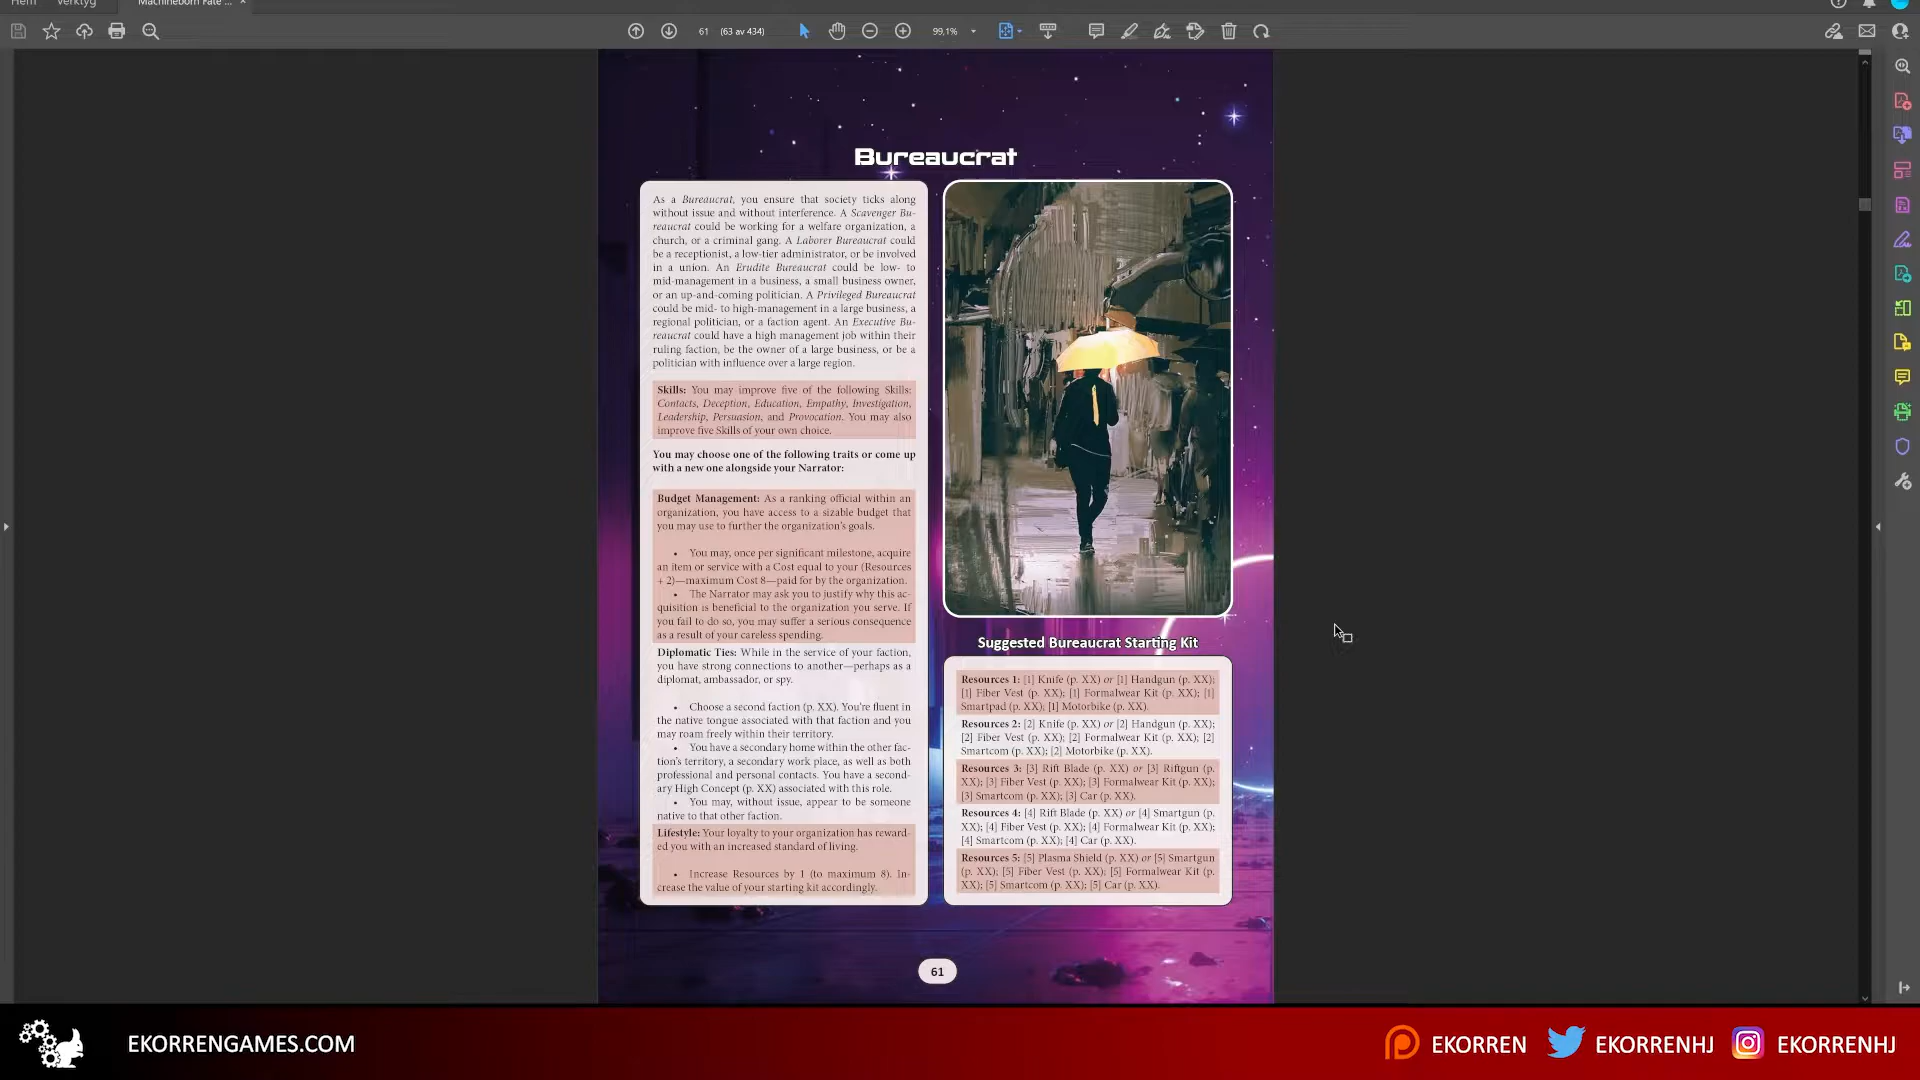 Hem
Verktyg
Machineborn Fate ...
61
(63 av 434)
99,1%
Bureaucrat
As a Bureaucrat, you ensure that society ticks along
without issue and without interference. A Scavenger Bu-
reaucrat could be working for a welfare organization, a
church, or a criminal gang. A Laborer Bureaucrat could
be a receptionist, a low-tier administrator, or be involved
in a union. An Erudite Bureaucrat could be low- to
mid-management in a business, a small business owner,
or an up-and-coming politician. A Privileged Bureaucrat
could be mid- to high-management in a large business, a
regional politician, or a faction agent. An Executive Bu-
reaucrat could have a high management job within their
ruling faction, be the owner of a large business, or be a
politician with influence over a large region.
Skills: You may improve five of the following Skills:
Contacts, Deception, Education, Empathy, Investigation,
Leadership, Persuasion, and Provocation. You may also
improve five Skills of your own choice.
You may choose one of the following traits or come up
with a new one alongside your Narrator:
Budget Management: As a ranking official within an
organization, you have access to a sizable budget that
you may use to further the organization's goals.
• You may, once per significant milestone, acquire
an item or service with a Cost equal to your (Resources
+ 2)—maximum Cost 8—paid for by the organization.
• The Narrator may ask you to justify why this ac-
quisition is beneficial to the organization you serve. If
you fail to do so, you may suffer a serious consequence
as a result of your careless spending.
Diplomatic Ties: While in the service of your faction,
you have strong connections to another—perhaps as a
diplomat, ambassador, or spy.
• Choose a second faction (p. XX). You're fluent in
the native tongue associated with that faction and you
may roam freely within their territory.
• You have a secondary home within the other fac-
tion's territory, a secondary work place, as well as both
professional and personal contacts. You have a second-
ary High Concept (p. XX) associated with this role.
• You may, without issue, appear to be someone
native to that other faction.
Lifestyle: Your loyalty to your organization has reward-
ed you with an increased standard of living.
• Increase Resources by 1 (to maximum 8). In-
crease the value of your starting kit accordingly.
Suggested Bureaucrat Starting Kit
Resources 1: [1] Knife (p. XX) or [1] Handgun (p. XX);
[1] Fiber Vest (p. XX); [1] Formalwear Kit (p. XX); [1]
Smartpad (p. XX); [1] Motorbike (p. XX).
Resources 2: [2] Knife (p. XX) or [2] Handgun (p. XX);
[2] Fiber Vest (p. XX); [2] Formalwear Kit (p. XX); [2]
Smartcom (p. XX); [2] Motorbike (p. XX).
Resources 3: [3] Rift Blade (p. XX) or [3] Riftgun (p.
XX); [3] Fiber Vest (p. XX); [3] Formalwear Kit (p. XX);
[3] Smartcom (p. XX); [3] Car (p. XX).
Resources 4: [4] Rift Blade (p. XX) or [4] Smartgun (p.
XX); [4] Fiber Vest (p. XX); [4] Formalwear Kit (p. XX);
[4] Smartcom (p. XX); [4] Car (p. XX).
Resources 5: [5] Plasma Shield (p. XX) or [5] Smartgun
(p. XX); [5] Fiber Vest (p. XX); [5] Formalwear Kit (p.
XX); [5] Smartcom (p. XX); [5] Car (p. XX).
61
EKORRENGAMES.COM
EKORREN
EKORRENHJ
EKORRENHJ